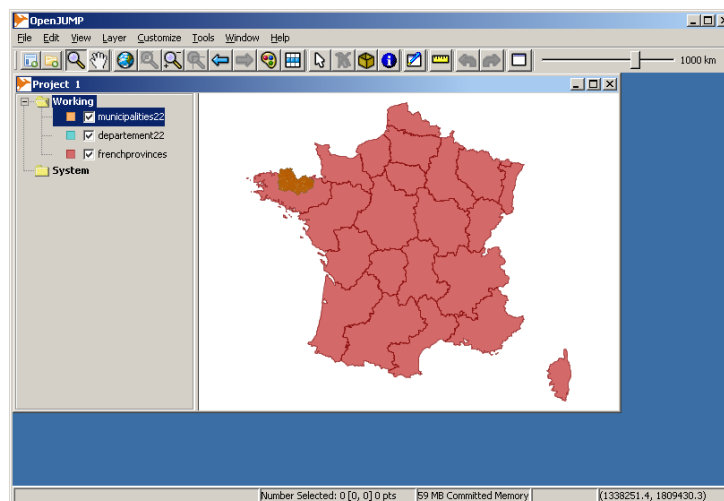 OpenJUMP
File Edit View Layer Customize Tools Window Help
1000 km
Project 1
Working
municipalities22
departement22
frenchprovinces
System
Number Selected: 0 [0, 0] 0 pts 59 MB Committed Memory (1338251.4, 1809430.3)